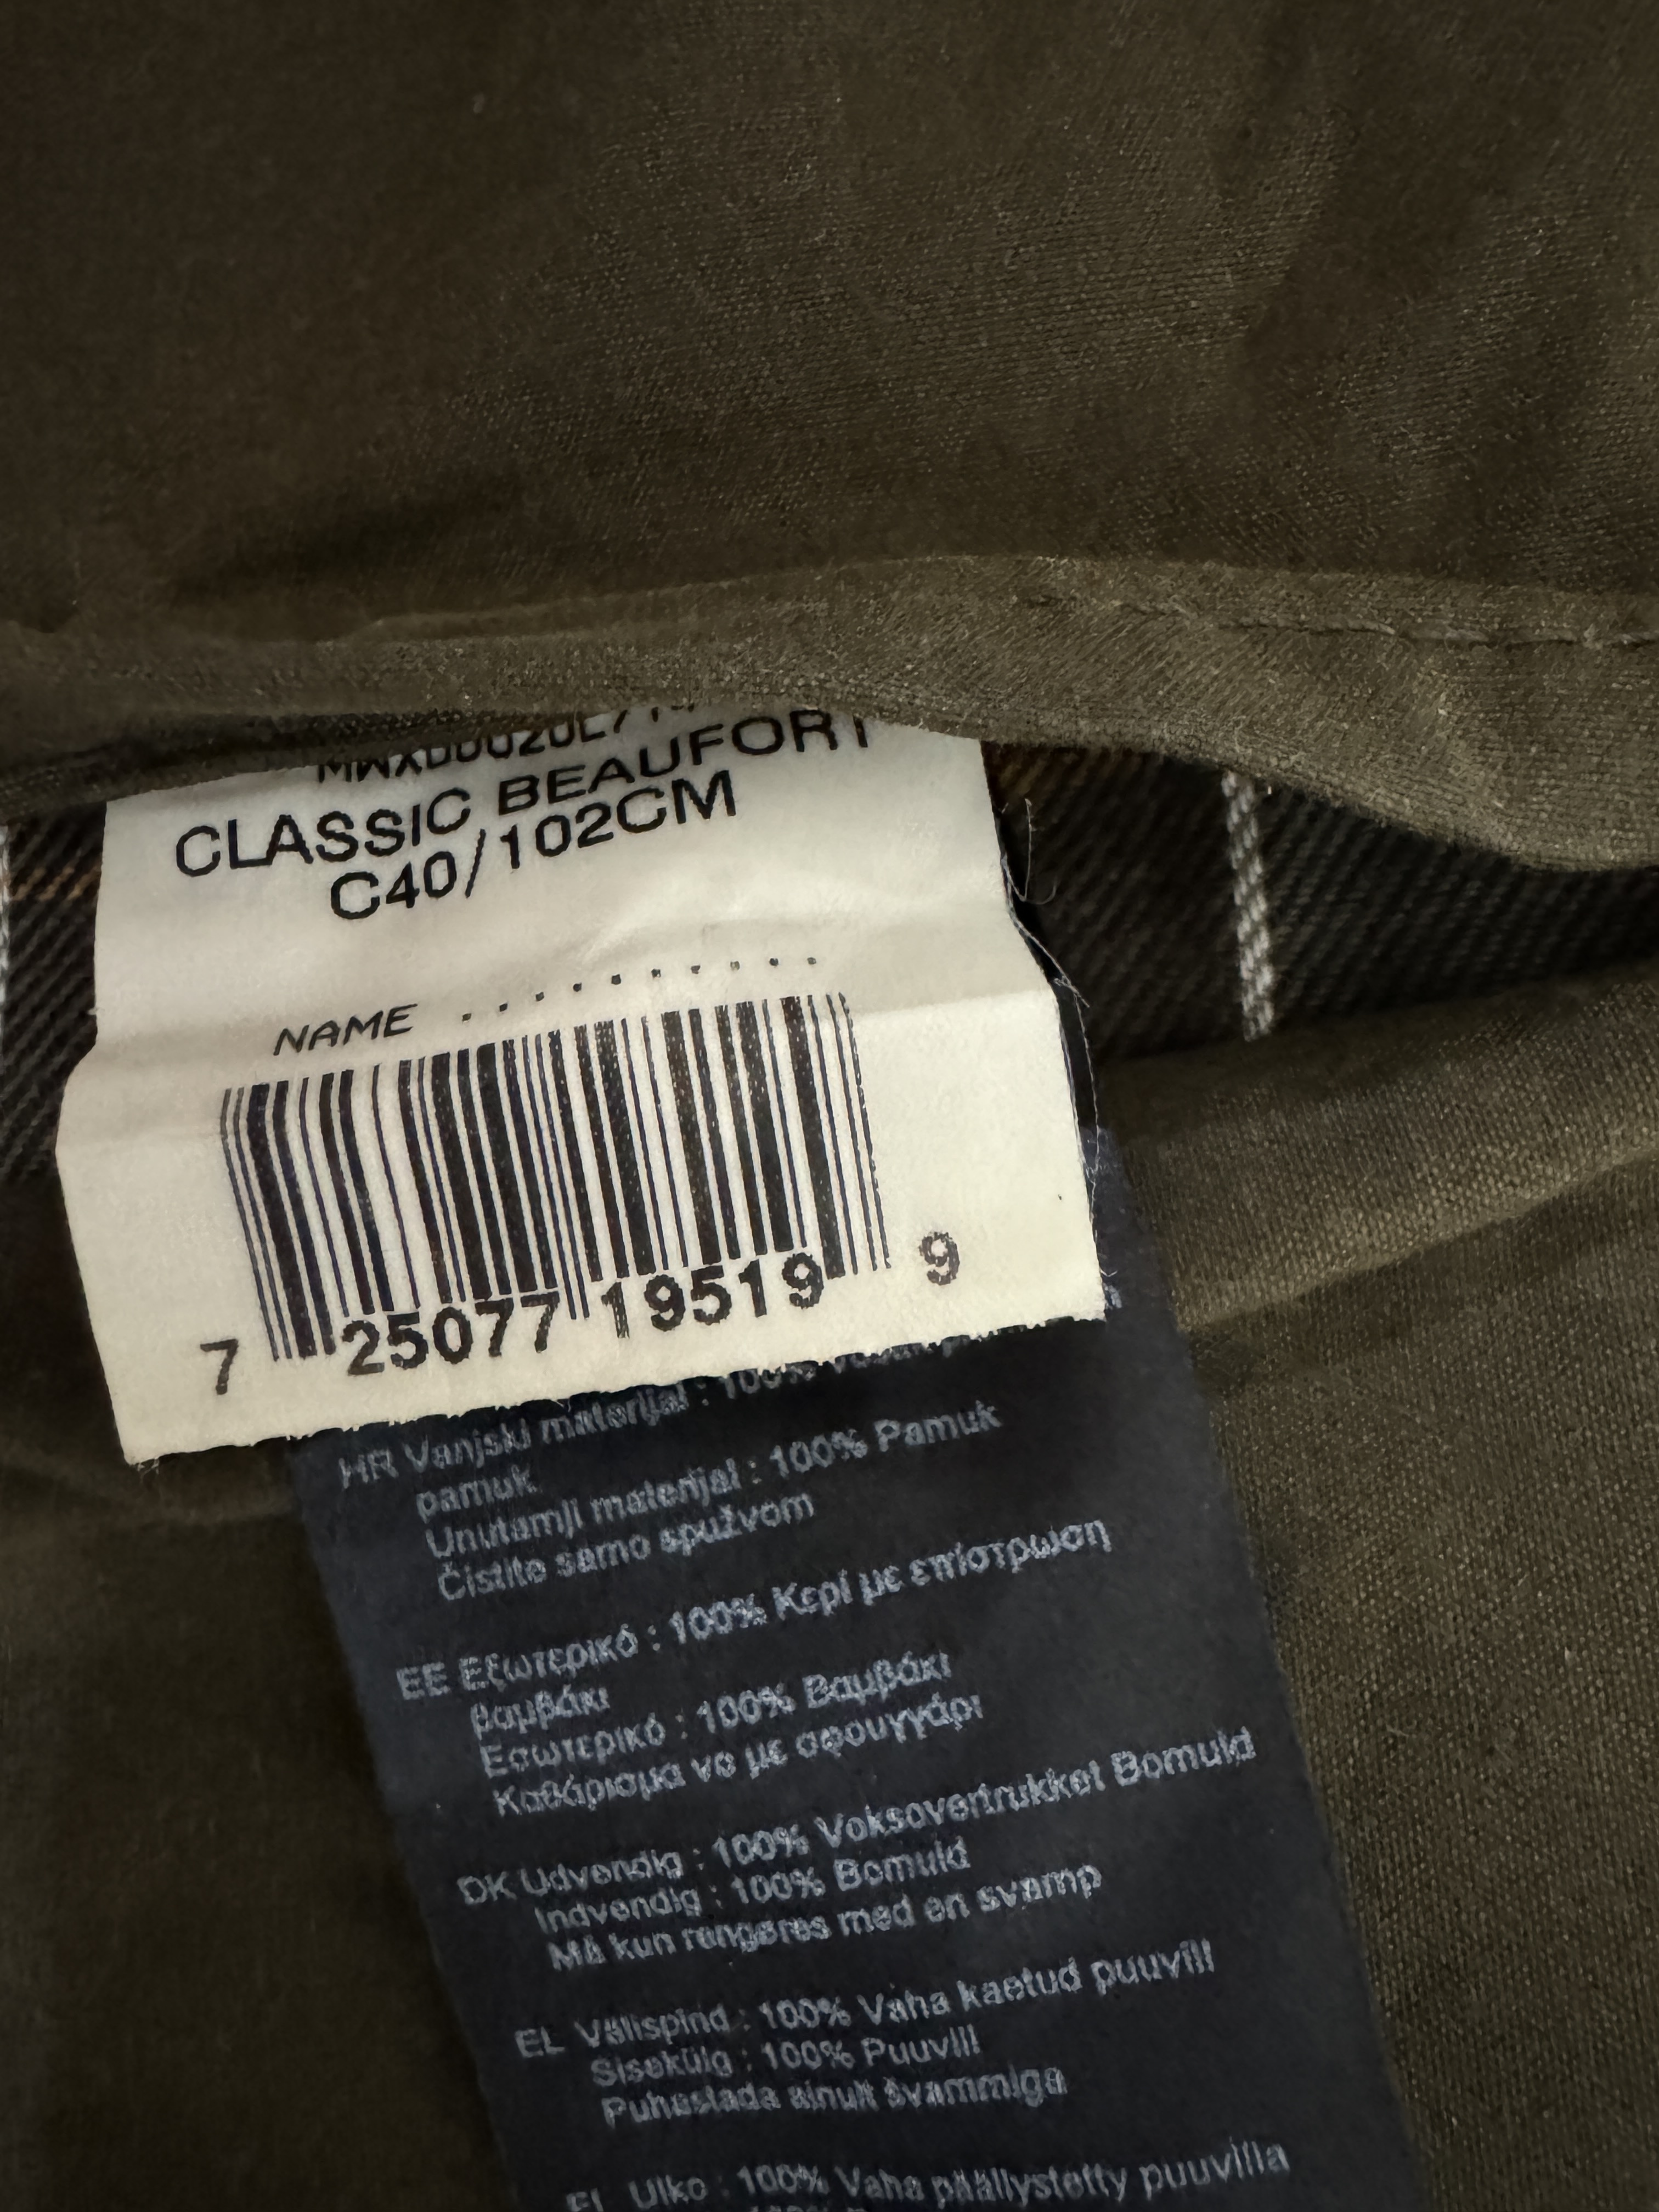 CLASSIC BEAUFORT
C40/102CM
NAME ..........
7 25077 19519 9
HR Vanjski materijal : 100%
pamuk
Unutarnji materijal : 100% Pamuk
Čistite samo spužvom
EE Εξωτερικό : 100% Κερί με επίστρωση
βαμβάκι
Εσωτερικό : 100% Βαμβάκι
Καθάρισμα νο με σφουγγάρι
DK Udvendig : 100% Voksovertrukket Bomuld
Indvendig : 100% Bomuld
Må kun rengøres med en svamp
EL Välispind : 100% Vaha kaetud puuvill
Sisekülg : 100% Puuvill
Puhastada ainult švammiga
Ulko : 100% Vaha päällystetty puuvilla